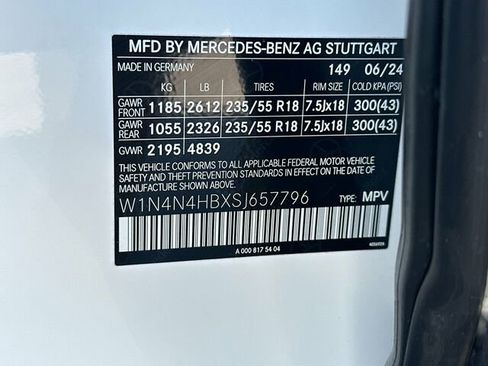 MFD BY MERCEDES-BENZ AG STUTTGART
MADE IN GERMANY 149 06/24
KG LB TIRES RIM SIZE COLD KPA (PSI)
GAWR FRONT 1185 2612 235/55 R18 7.5Jx18 300(43)
GAWR REAR 1055 2326 235/55 R18 7.5Jx18 300(43)
GVWR 2195 4839
THIS VEHICLE CONFORMS TO ALL APPLICABLE FEDERAL MOTOR VEHICLE
SAFETY AND THEFT PREVENTION STANDARDS IN EFFECT ON THE DATE
OF MANUFACTURE SHOWN ABOVE.
W1N4N4HBXSJ657796 TYPE: MPV
A 000 817 54 04